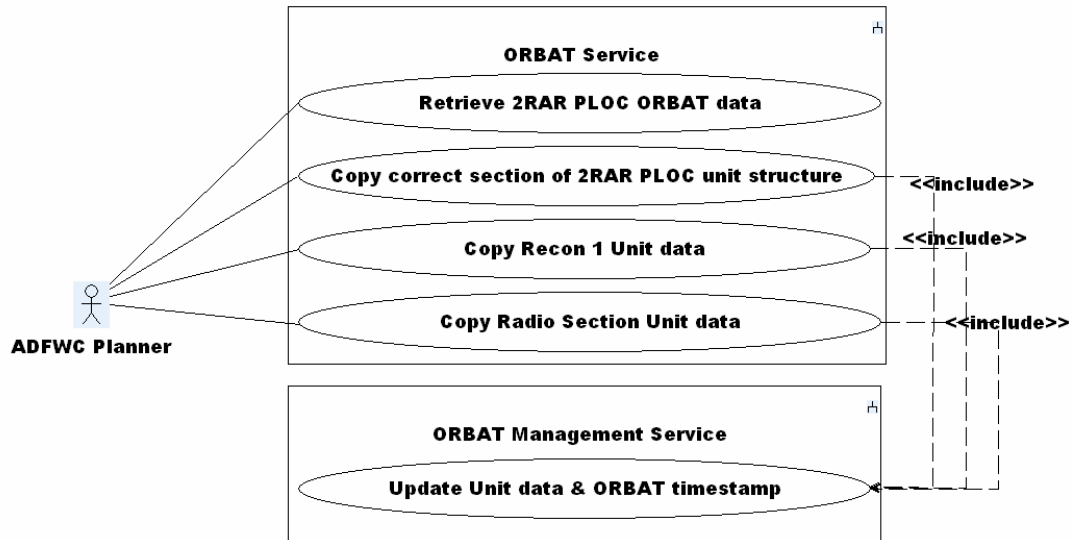 ORBAT Service
Retrieve 2RAR PLOC ORBAT data
Copy correct section of 2RAR PLOC unit structure
<<include>>
Copy Recon 1 Unit data
<<include>>
Copy Radio Section Unit data
<<include>>
ADFWC Planner
ORBAT Management Service
Update Unit data & ORBAT timestamp